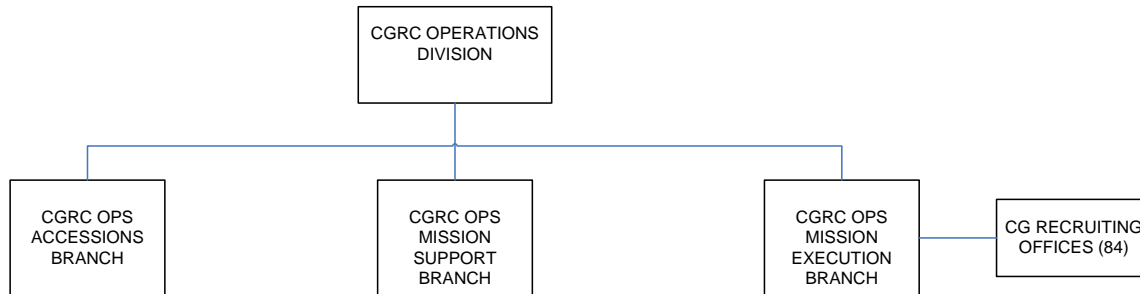 CGRC OPERATIONS
DIVISION
CGRC OPS
ACCESSIONS
BRANCH
CGRC OPS
MISSION
SUPPORT
BRANCH
CGRC OPS
MISSION
EXECUTION
BRANCH
CG RECRUITING
OFFICES (84)